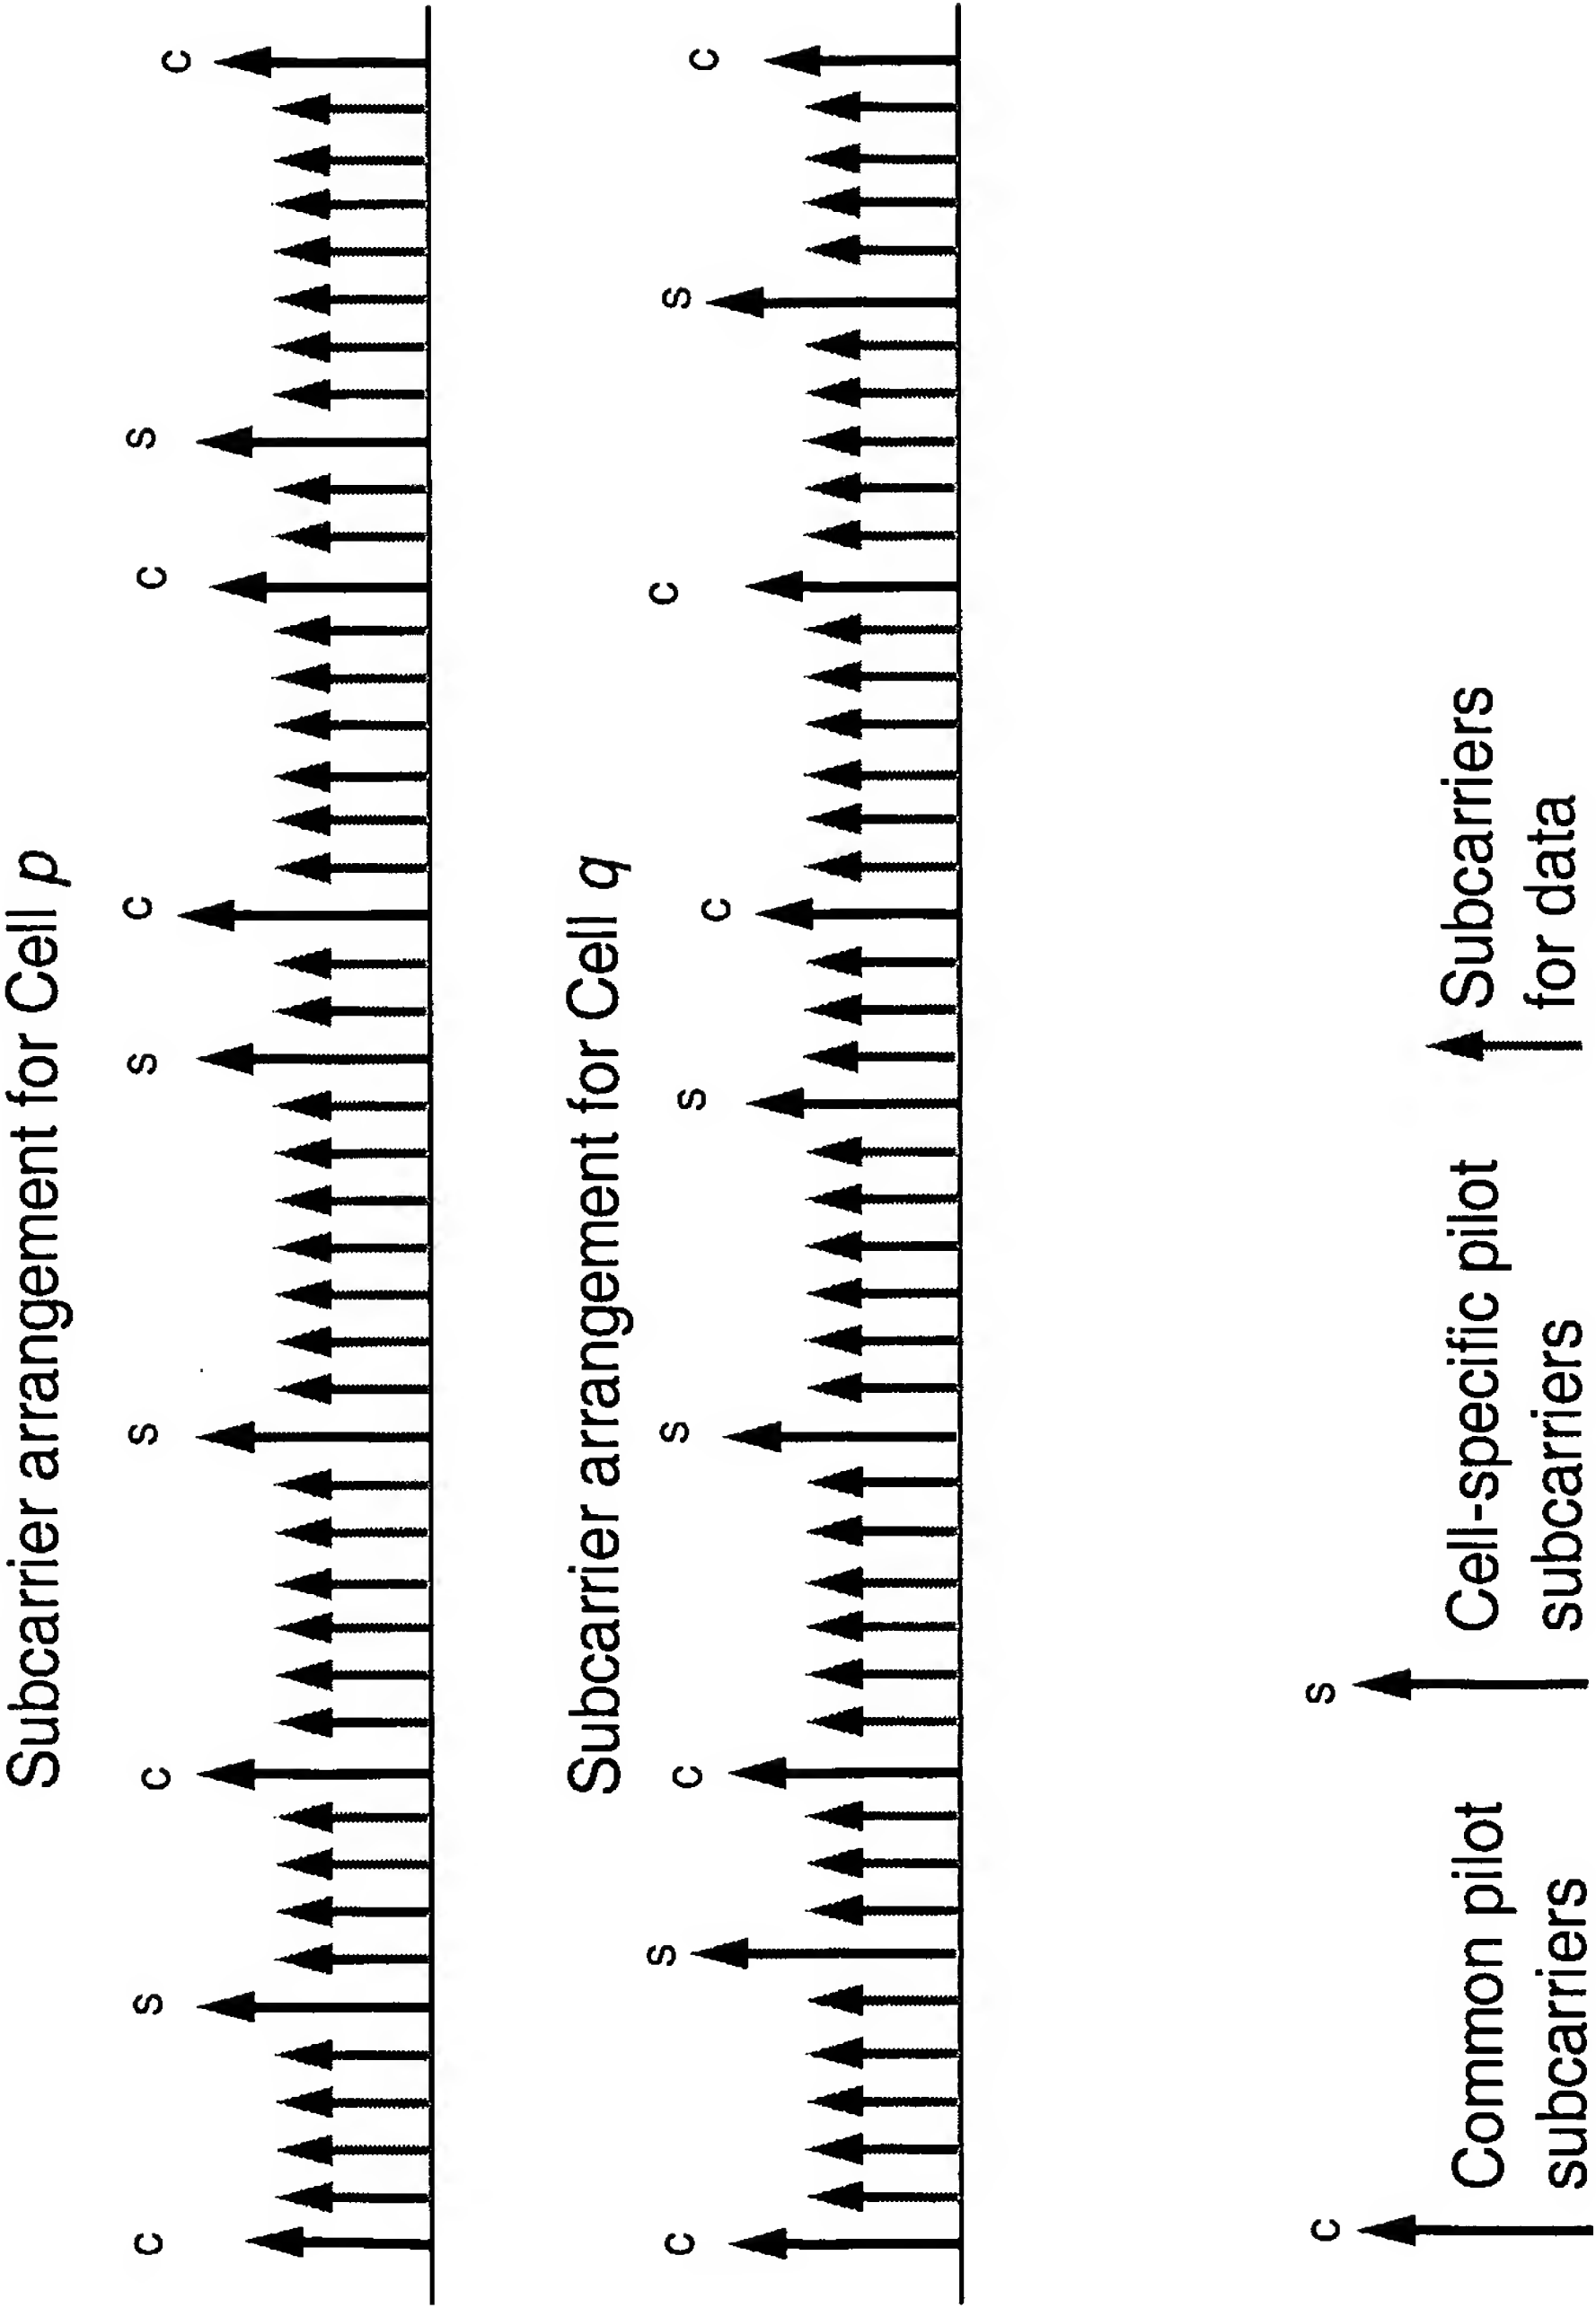 Subcarrier arrangement for Cell p
c s c s s c c s c
Subcarrier arrangement for Cell q
c s c s s c c s c
c Common pilot
subcarriers
s Cell-specific pilot
subcarriers
Subcarriers
for data